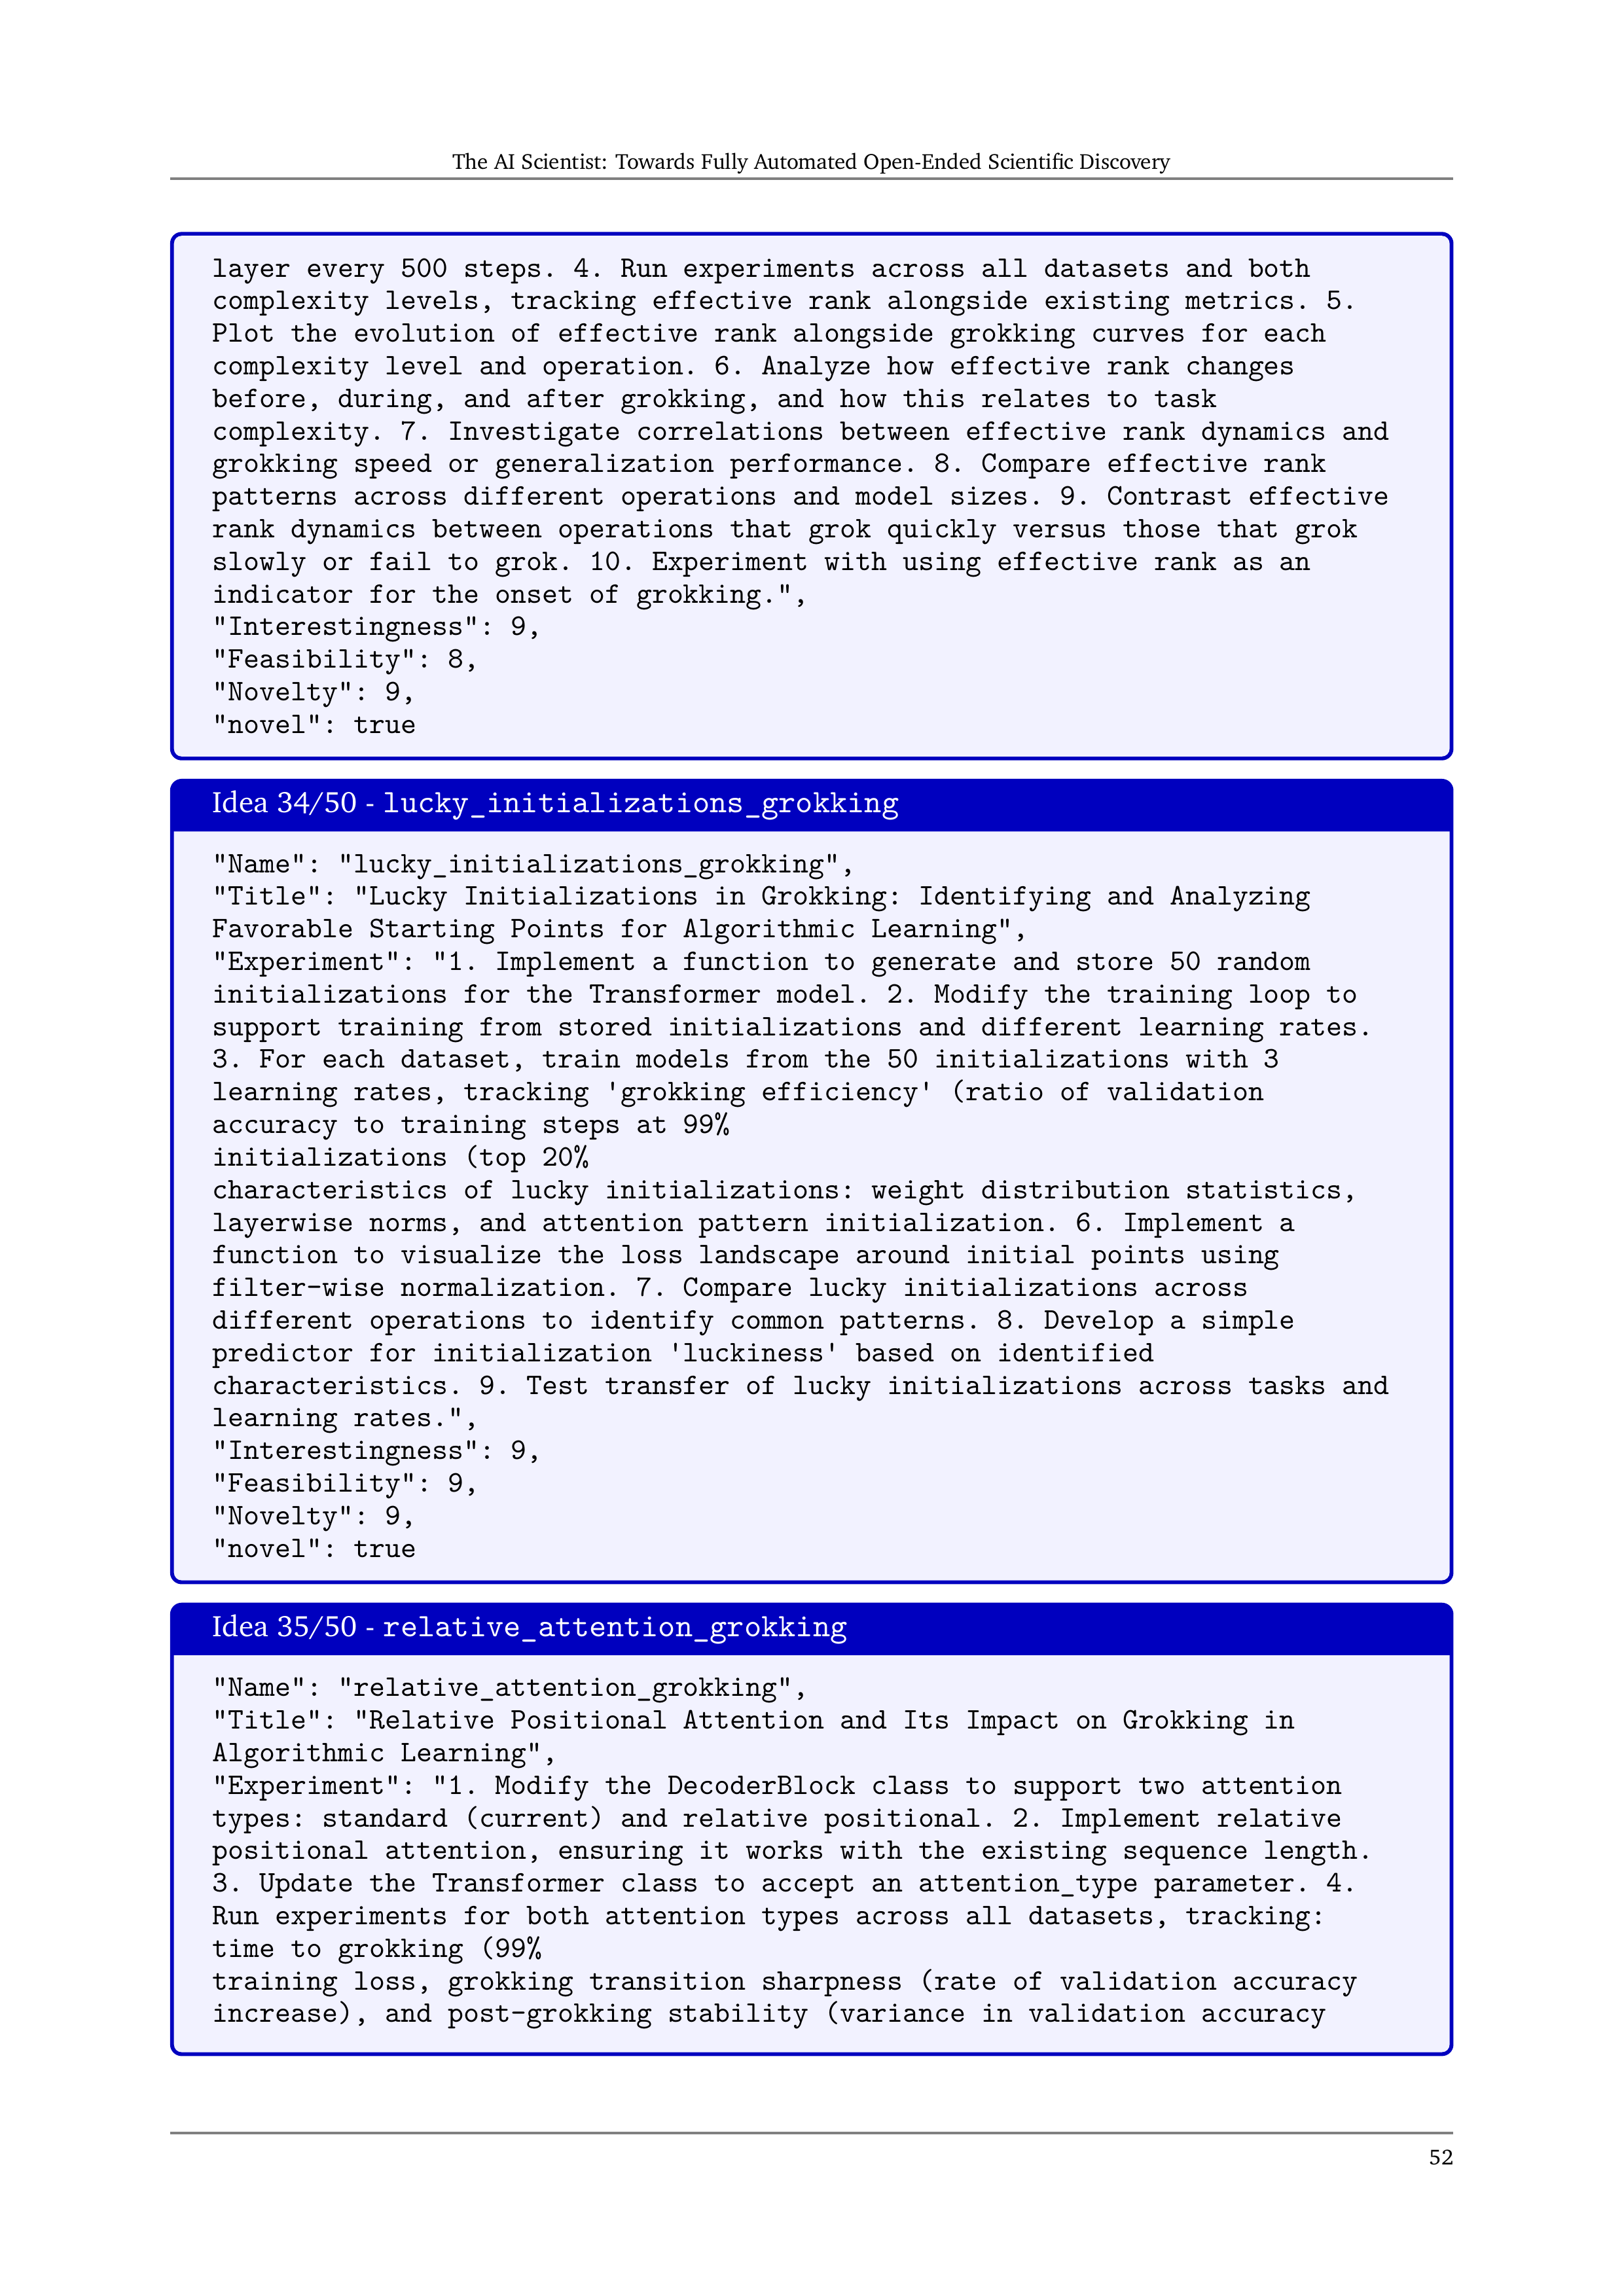 The AI Scientist: Towards Fully Automated Open-Ended Scientific Discovery
layer every 500 steps. 4. Run experiments across all datasets and both
complexity levels, tracking effective rank alongside existing metrics. 5.
Plot the evolution of effective rank alongside grokking curves for each
complexity level and operation. 6. Analyze how effective rank changes
before, during, and after grokking, and how this relates to task
complexity. 7. Investigate correlations between effective rank dynamics and
grokking speed or generalization performance. 8. Compare effective rank
patterns across different operations and model sizes. 9. Contrast effective
rank dynamics between operations that grok quickly versus those that grok
slowly or fail to grok. 10. Experiment with using effective rank as an
indicator for the onset of grokking.",
"Interestingness": 9,
"Feasibility": 8,
"Novelty": 9,
"novel": true
Idea 34/50 - lucky_initializations_grokking
"Name": "lucky_initializations_grokking",
"Title": "Lucky Initializations in Grokking: Identifying and Analyzing
Favorable Starting Points for Algorithmic Learning",
"Experiment": "1. Implement a function to generate and store 50 random
initializations for the Transformer model. 2. Modify the training loop to
support training from stored initializations and different learning rates.
3. For each dataset, train models from the 50 initializations with 3
learning rates, tracking 'grokking efficiency' (ratio of validation
accuracy to training steps at 99%
initializations (top 20%
characteristics of lucky initializations: weight distribution statistics,
layerwise norms, and attention pattern initialization. 6. Implement a
function to visualize the loss landscape around initial points using
filter-wise normalization. 7. Compare lucky initializations across
different operations to identify common patterns. 8. Develop a simple
predictor for initialization 'luckiness' based on identified
characteristics. 9. Test transfer of lucky initializations across tasks and
learning rates.",
"Interestingness": 9,
"Feasibility": 9,
"Novelty": 9,
"novel": true
Idea 35/50 - relative_attention_grokking
"Name": "relative_attention_grokking",
"Title": "Relative Positional Attention and Its Impact on Grokking in
Algorithmic Learning",
"Experiment": "1. Modify the DecoderBlock class to support two attention
types: standard (current) and relative positional. 2. Implement relative
positional attention, ensuring it works with the existing sequence length.
3. Update the Transformer class to accept an attention_type parameter. 4.
Run experiments for both attention types across all datasets, tracking:
time to grokking (99%
training loss, grokking transition sharpness (rate of validation accuracy
increase), and post-grokking stability (variance in validation accuracy
52